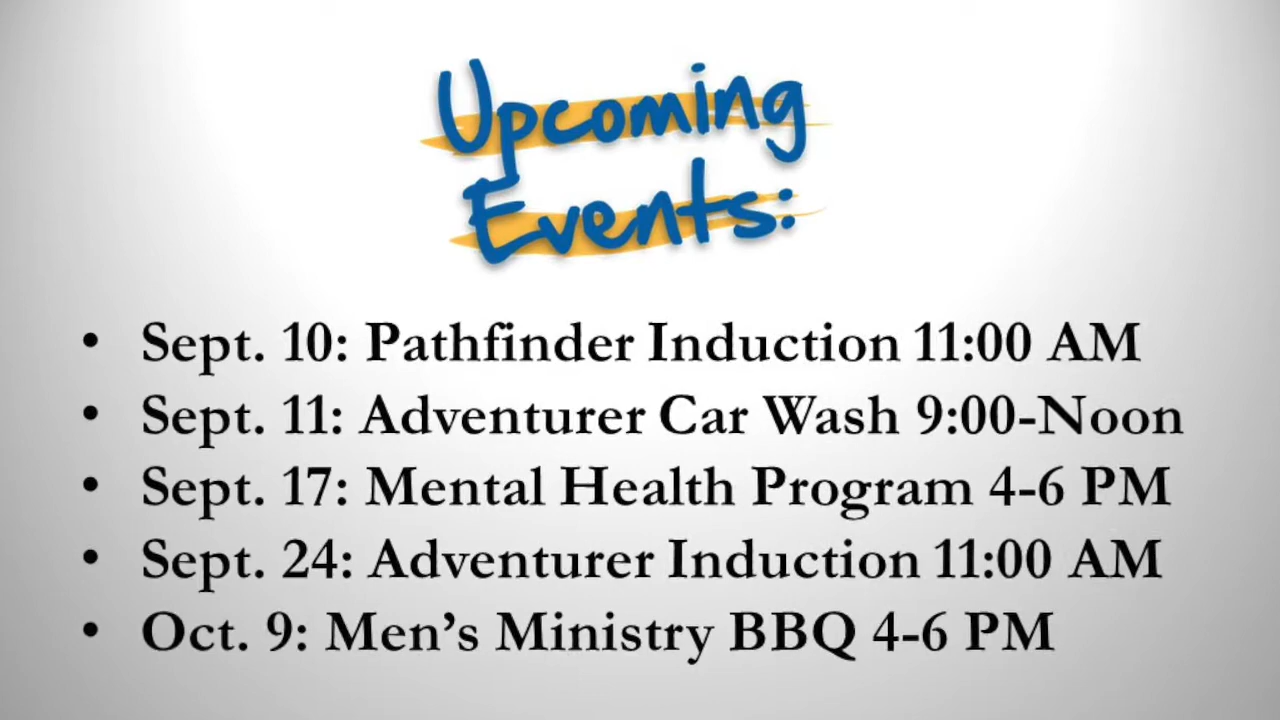 Upcoming
Events:
• Sept. 10: Pathfinder Induction 11:00 AM
• Sept. 11: Adventurer Car Wash 9:00-Noon
• Sept. 17: Mental Health Program 4-6 PM
• Sept. 24: Adventurer Induction 11:00 AM
• Oct. 9: Men’s Ministry BBQ 4-6 PM